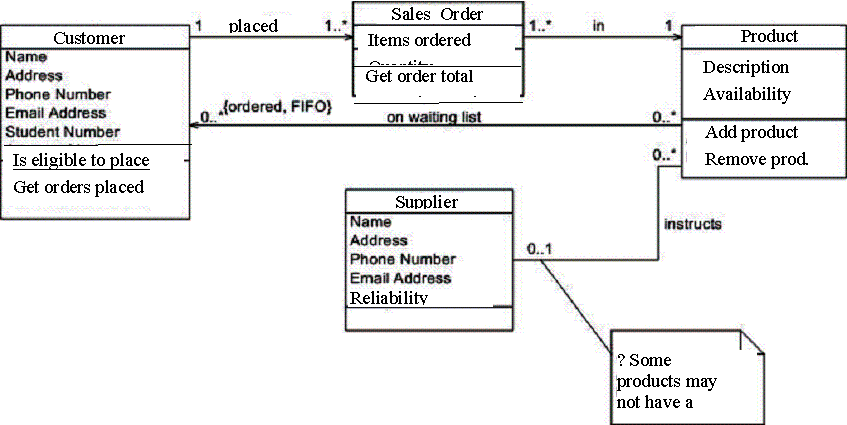 1 placed 1..*
Sales_Order
Items ordered
Quantity
Get order total
1..* in 1
Customer
Name
Address
Phone Number
Email Address
Student Number
Is eligible to place
Get orders placed
Product
Description
Availability
Add product
Remove prod.
0..* {ordered, FIFO} on waiting list 0..*
0..*
instructs
0..1
Supplier
Name
Address
Phone Number
Email Address
Reliability
? Some
products may
not have a